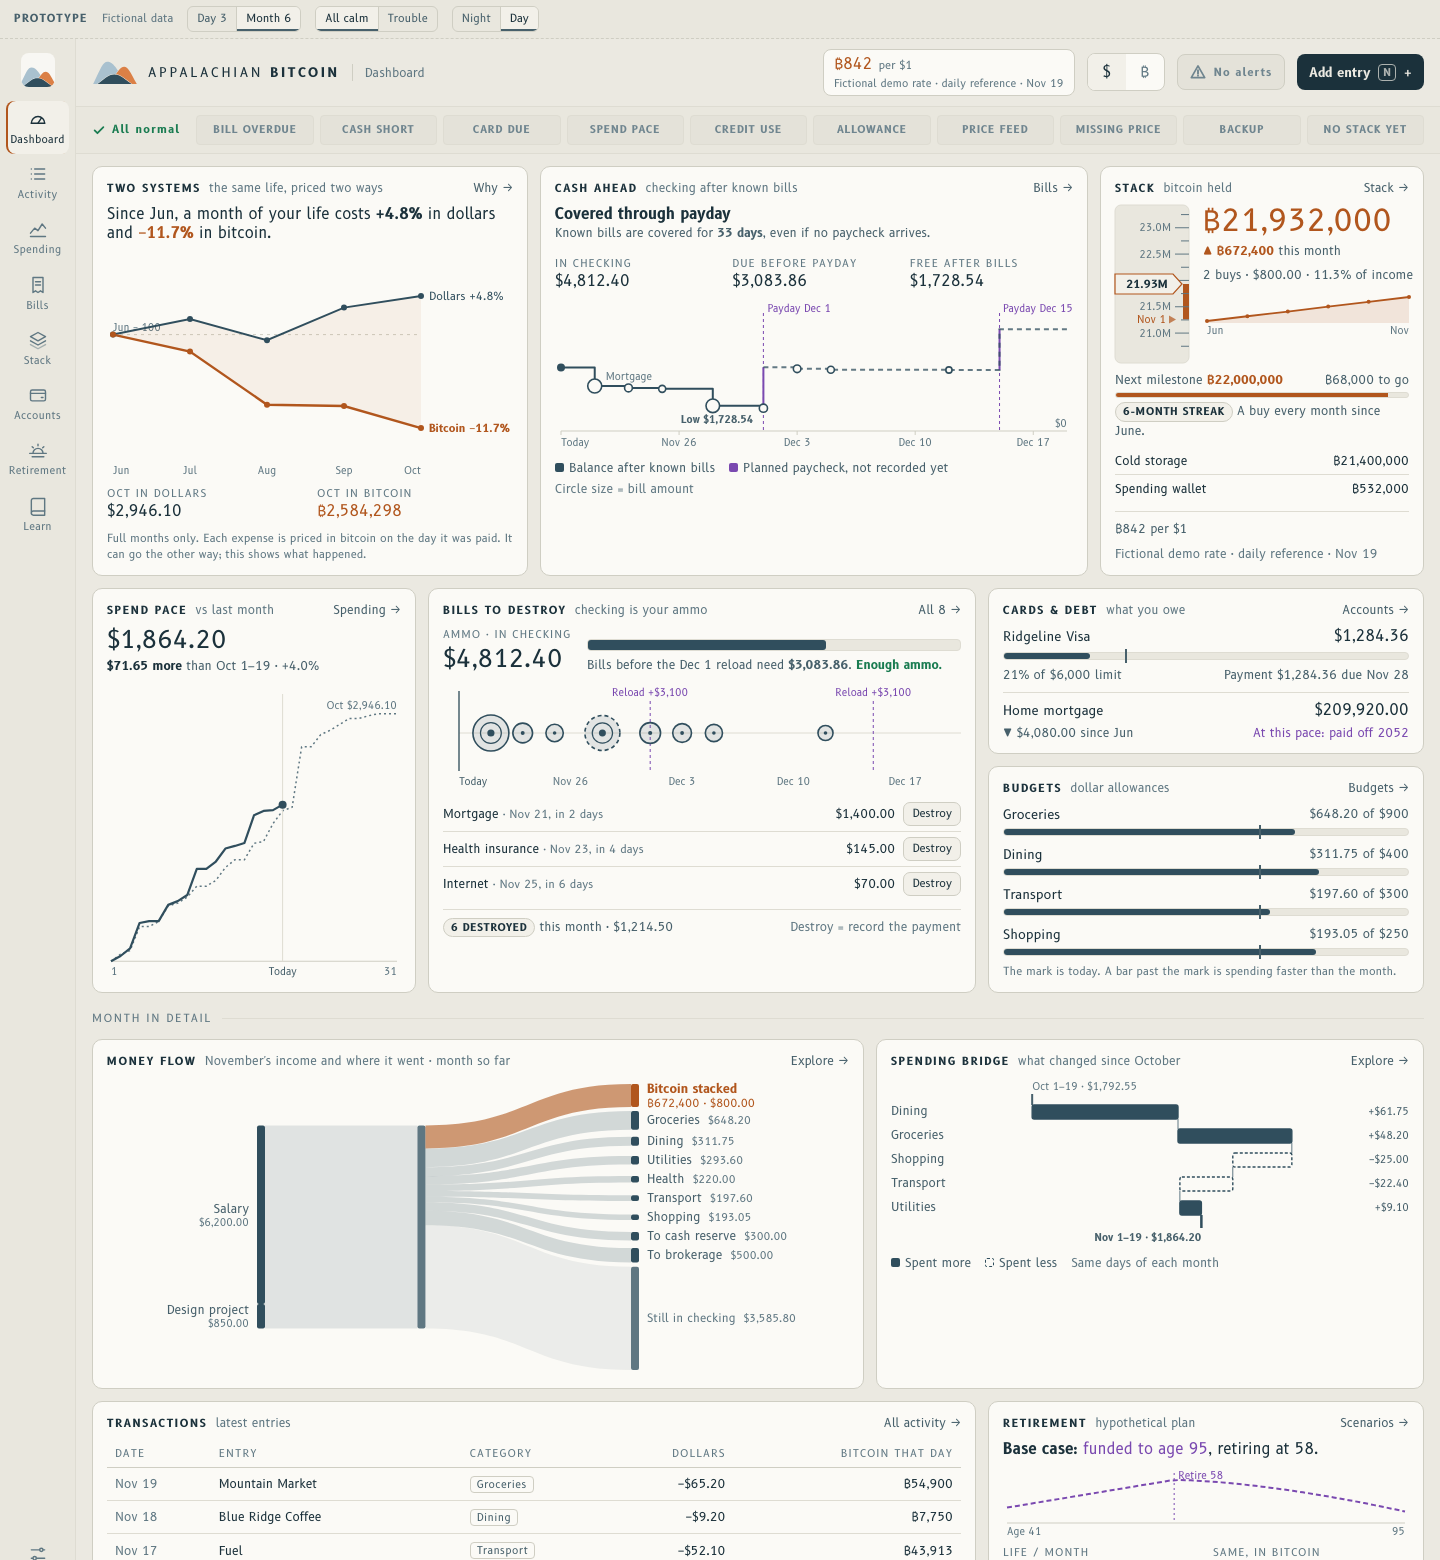 PROTOTYPE Fictional data Day 3 Month 6 All calm Trouble Night Day
APPALACHIAN BITCOIN Dashboard
₿842 per $1
Fictional demo rate · daily reference · Nov 19
$ ₿
No alerts
Add entry N +
Dashboard
Activity
Spending
Bills
Stack
Accounts
Retirement
Learn
All normal
BILL OVERDUE
CASH SHORT
CARD DUE
SPEND PACE
CREDIT USE
ALLOWANCE
PRICE FEED
MISSING PRICE
BACKUP
NO STACK YET
TWO SYSTEMS the same life, priced two ways Why →
Since Jun, a month of your life costs +4.8% in dollars
and −11.7% in bitcoin.
Dollars +4.8%
Jun = 100
Bitcoin −11.7%
Jun Jul Aug Sep Oct
OCT IN DOLLARS OCT IN BITCOIN
$2,946.10 ₿2,584,298
Full months only. Each expense is priced in bitcoin on the day it was paid. It
can go the other way; this shows what happened.
CASH AHEAD checking after known bills Bills →
Covered through payday
Known bills are covered for 33 days, even if no paycheck arrives.
IN CHECKING DUE BEFORE PAYDAY FREE AFTER BILLS
$4,812.40 $3,083.86 $1,728.54
Payday Dec 1 Payday Dec 15
Mortgage
Low $1,728.54
$0
Today Nov 26 Dec 3 Dec 10 Dec 17
Balance after known bills Planned paycheck, not recorded yet
Circle size = bill amount
STACK bitcoin held Stack →
23.0M
22.5M
21.93M
21.5M
Nov 1 ▶
21.0M
₿21,932,000
▲ ₿672,400 this month
2 buys · $800.00 · 11.3% of income
Jun Nov
Next milestone ₿22,000,000 ₿68,000 to go
6-MONTH STREAK A buy every month since
June.
Cold storage ₿21,400,000
Spending wallet ₿532,000
₿842 per $1
Fictional demo rate · daily reference · Nov 19
SPEND PACE vs last month Spending →
$1,864.20
$71.65 more than Oct 1–19 · +4.0%
Oct $2,946.10
1 Today 31
BILLS TO DESTROY checking is your ammo All 8 →
AMMO · IN CHECKING
$4,812.40
Bills before the Dec 1 reload need $3,083.86. Enough ammo.
Reload +$3,100 Reload +$3,100
Today Nov 26 Dec 3 Dec 10 Dec 17
Mortgage · Nov 21, in 2 days $1,400.00 Destroy
Health insurance · Nov 23, in 4 days $145.00 Destroy
Internet · Nov 25, in 6 days $70.00 Destroy
6 DESTROYED this month · $1,214.50 Destroy = record the payment
CARDS & DEBT what you owe Accounts →
Ridgeline Visa $1,284.36
21% of $6,000 limit Payment $1,284.36 due Nov 28
Home mortgage $209,920.00
▼ $4,080.00 since Jun At this pace: paid off 2052
BUDGETS dollar allowances Budgets →
Groceries $648.20 of $900
Dining $311.75 of $400
Transport $197.60 of $300
Shopping $193.05 of $250
The mark is today. A bar past the mark is spending faster than the month.
MONTH IN DETAIL
MONEY FLOW November's income and where it went · month so far Explore →
Salary
$6,200.00
Design project
$850.00
Bitcoin stacked
₿672,400 · $800.00
Groceries $648.20
Dining $311.75
Utilities $293.60
Health $220.00
Transport $197.60
Shopping $193.05
To cash reserve $300.00
To brokerage $500.00
Still in checking $3,585.80
SPENDING BRIDGE what changed since October Explore →
Oct 1–19 · $1,792.55
Dining +$61.75
Groceries +$48.20
Shopping −$25.00
Transport −$22.40
Utilities +$9.10
Nov 1–19 · $1,864.20
Spent more Spent less Same days of each month
TRANSACTIONS latest entries All activity →
DATE ENTRY CATEGORY DOLLARS BITCOIN THAT DAY
Nov 19 Mountain Market Groceries −$65.20 ₿54,900
Nov 18 Blue Ridge Coffee Dining −$9.20 ₿7,750
Nov 17 Fuel Transport −$52.10 ₿43,913
RETIREMENT hypothetical plan Scenarios →
Base case: funded to age 95, retiring at 58.
Retire 58
Age 41 95
LIFE / MONTH SAME, IN BITCOIN